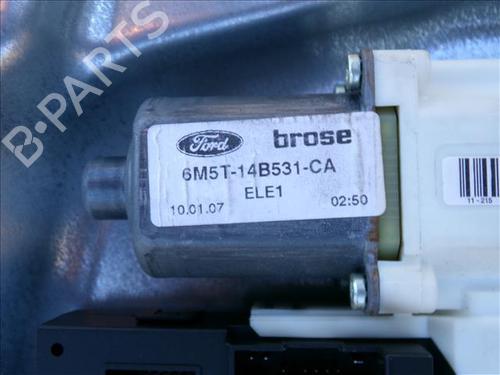 B-PARTS
Ford brose
6M5T-14B531-CA
ELE1
10.01.07 02:50
11-215